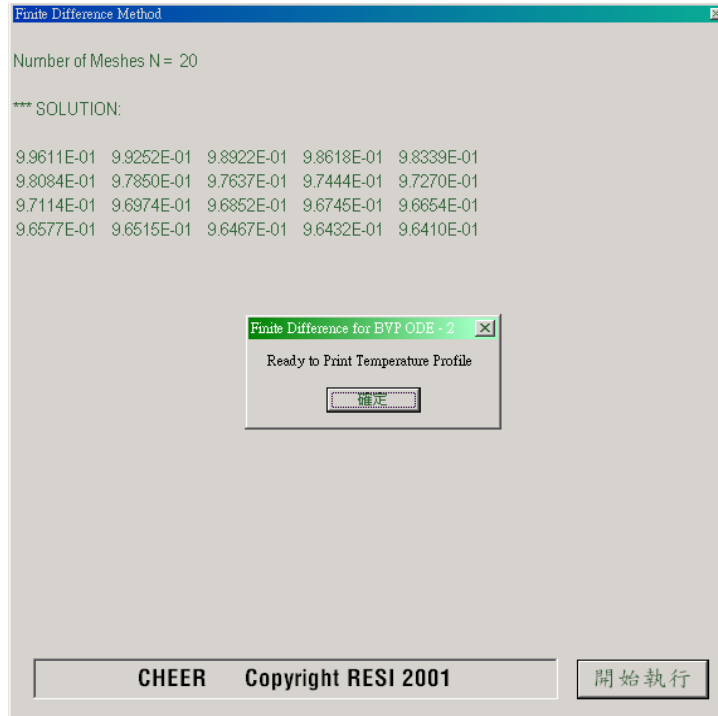 Finite Difference Method
Number of Meshes N = 20
*** SOLUTION:
9.9611E-01 9.9252E-01 9.8922E-01 9.8618E-01 9.8339E-01
9.8084E-01 9.7850E-01 9.7637E-01 9.7444E-01 9.7270E-01
9.7114E-01 9.6974E-01 9.6852E-01 9.6745E-01 9.6654E-01
9.6577E-01 9.6515E-01 9.6467E-01 9.6432E-01 9.6410E-01
Finite Difference for BVP ODE - 2
Ready to Print Temperature Profile
確定
CHEER Copyright RESI 2001
開始執行